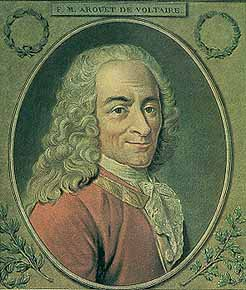 F. M. AROUET DE VOLTAIRE.